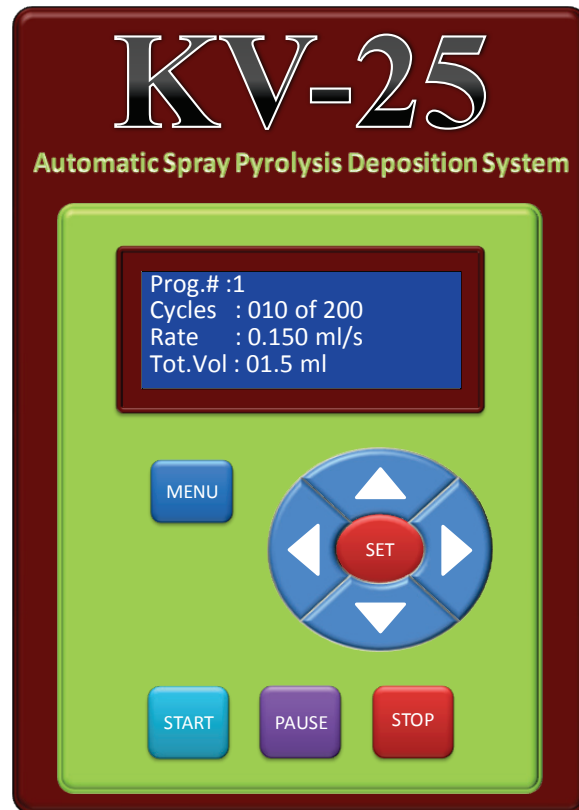 KV-25
Automatic Spray Pyrolysis Deposition System
Prog.# :1
Cycles : 010 of 200
Rate : 0.150 ml/s
Tot.Vol : 01.5 ml
MENU
SET
START PAUSE STOP